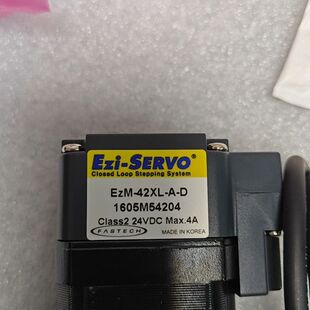 Ezi-SERVO®
Closed Loop Stepping System
EzM-42XL-A-D
1605M54204
Class2 24VDC Max.4A
FASTECH MADE IN KOREA